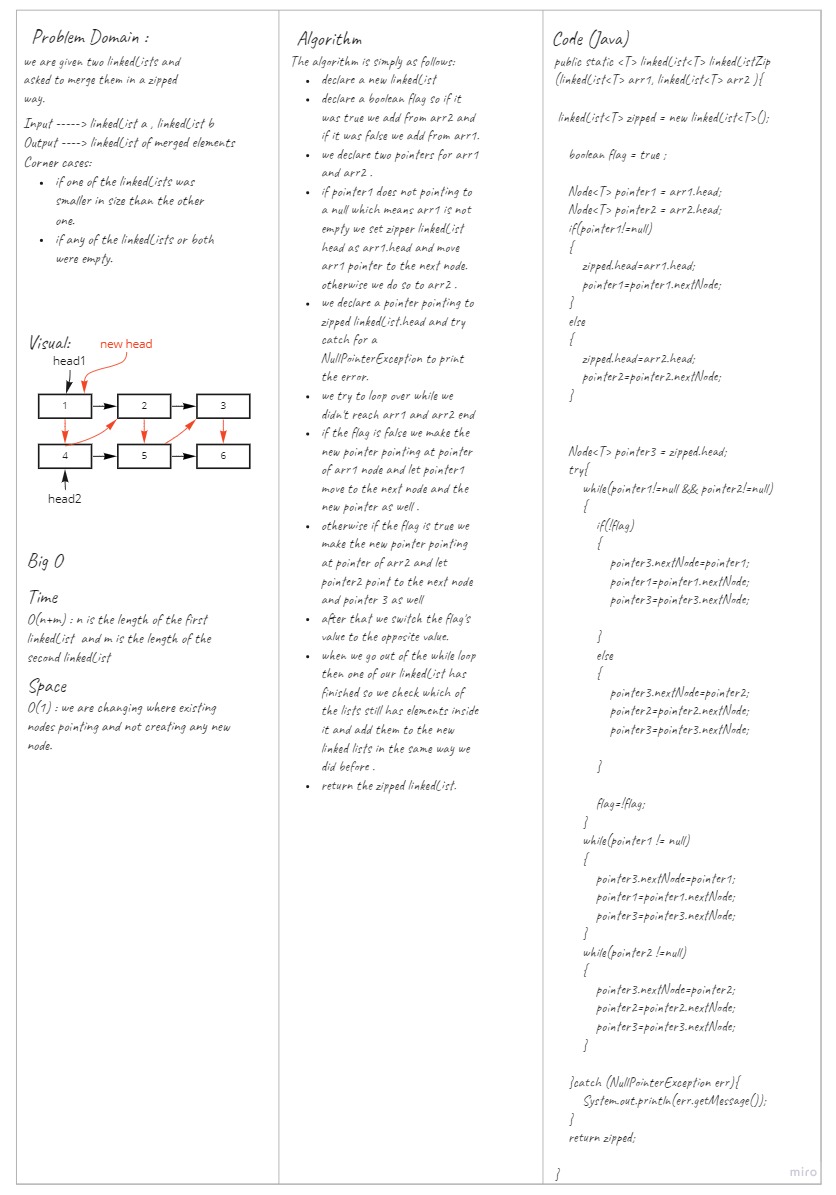 Problem Domain :
we are given two linkedLists and
asked to merge them in a zipped
way.
Input -----> linkedList a , linkedList b
Output ----> linkedList of merged elements
Corner cases:
• if one of the linkedLists was
smaller in size than the other
one.
• if any of the linkedLists or both
were empty.
Visual:
new head
head1
1
2
3
4
5
6
head2
Big O
Time
O(n+m) : n is the length of the first
linkedList and m is the length of the
second linkedList
Space
O(1) : we are changing where existing
nodes pointing and not creating any new
node.
Algorithm
The algorithm is simply as follows:
• declare a new linkedList
• declare a boolean flag so if it
was true we add from arr2 and
if it was false we add from arr1.
• we declare two pointers for arr1
and arr2 .
• if pointer1 does not pointing to
a null which means arr1 is not
empty we set zipper linkedList
head as arr1.head and move
arr1 pointer to the next node.
otherwise we do so to arr2 .
• we declare a pointer pointing to
zipped linkedList.head and try
catch for a
NullPointerException to print
the error.
• we try to loop over while we
didn't reach arr1 and arr2 end
• if the flag is false we make the
new pointer pointing at pointer
of arr1 node and let pointer1
move to the next node and the
new pointer as well .
• otherwise if the flag is true we
make the new pointer pointing
at pointer of arr2 and let
pointer2 point to the next node
and pointer 3 as well
• after that we switch the flag's
value to the opposite value.
• when we go out of the while loop
then one of our linkedList has
finished so we check which of
the lists still has elements inside
it and add them to the new
linked lists in the same way we
did before .
• return the zipped linkedList.
Code (Java)
public static <T> linkedList<T> linkedListZip
(linkedList<T> arr1, linkedList<T> arr2 ){
linkedList<T> zipped = new linkedList<T>();
boolean flag = true ;
Node<T> pointer1 = arr1.head;
Node<T> pointer2 = arr2.head;
if(pointer1!=null)
{
zipped.head=arr1.head;
pointer1=pointer1.nextNode;
}
else
{
zipped.head=arr2.head;
pointer2=pointer2.nextNode;
}
Node<T> pointer3 = zipped.head;
try{
while(pointer1!=null && pointer2!=null)
{
if(!flag)
{
pointer3.nextNode=pointer1;
pointer1=pointer1.nextNode;
pointer3=pointer3.nextNode;
}
else
{
pointer3.nextNode=pointer2;
pointer2=pointer2.nextNode;
pointer3=pointer3.nextNode;
}
flag=!flag;
}
while(pointer1 != null)
{
pointer3.nextNode=pointer1;
pointer1=pointer1.nextNode;
pointer3=pointer3.nextNode;
}
while(pointer2 !=null)
{
pointer3.nextNode=pointer2;
pointer2=pointer2.nextNode;
pointer3=pointer3.nextNode;
}
}catch (NullPointerException err){
System.out.println(err.getMessage());
}
return zipped;
}
miro